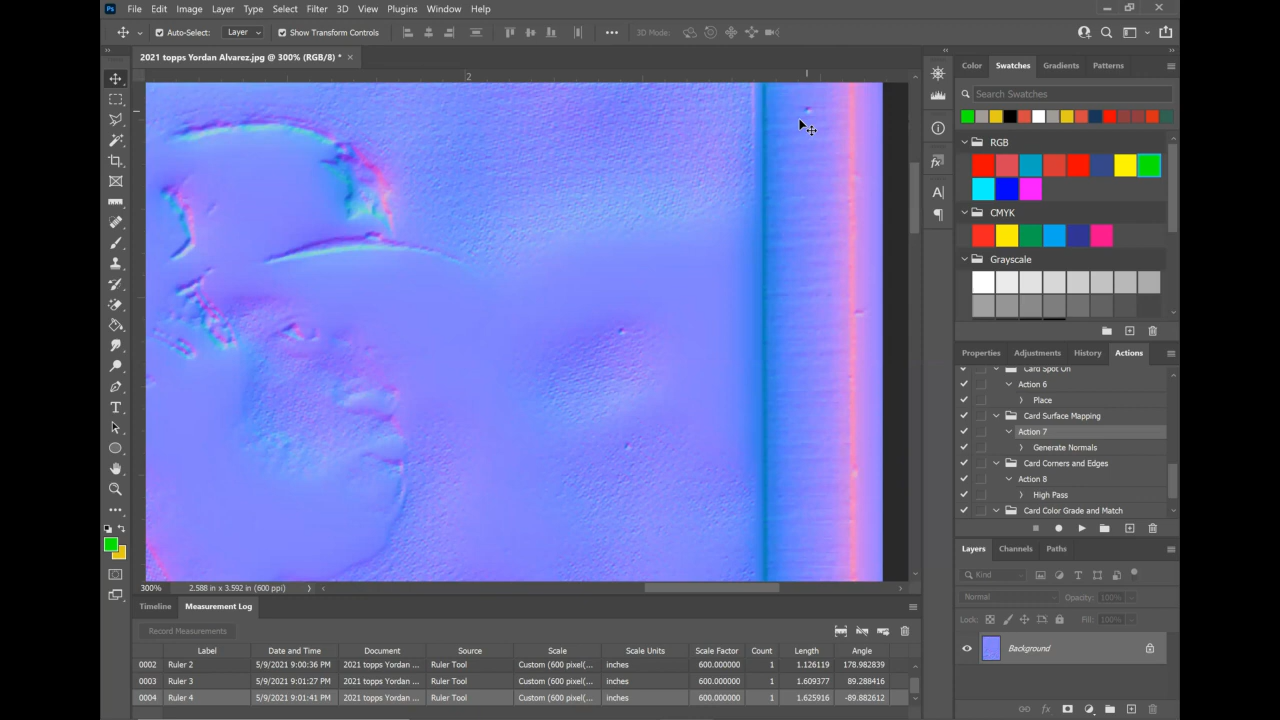 Ps File Edit Image Layer Type Select Filter 3D View Plugins Window Help
Auto-Select: Layer Show Transform Controls 3D Mode:
2021 topps Yordan Alvarez.jpg @ 300% (RGB/8) *
2
Color Swatches Gradients Patterns
Search Swatches
RGB
CMYK
Grayscale
Properties Adjustments History Actions
Card Spot On
Action 6
Place
Card Surface Mapping
Action 7
Generate Normals
Card Corners and Edges
Action 8
High Pass
Card Color Grade and Match
Layers Channels Paths
Kind
Normal Opacity: 100%
Lock: Fill: 100%
Background
300% 2.588 in x 3.592 in (600 ppi)
Timeline Measurement Log
Record Measurements
Label Date and Time Document Source Scale Scale Units Scale Factor Count Length Angle
0002 Ruler 2 5/9/2021 9:00:36 PM 2021 topps Yordan ... Ruler Tool Custom (600 pixel(... inches 600.000000 1 1.126119 178.982839
0003 Ruler 3 5/9/2021 9:01:27 PM 2021 topps Yordan ... Ruler Tool Custom (600 pixel(... inches 600.000000 1 1.609377 89.288416
0004 Ruler 4 5/9/2021 9:01:41 PM 2021 topps Yordan ... Ruler Tool Custom (600 pixel(... inches 600.000000 1 1.625916 -89.882612